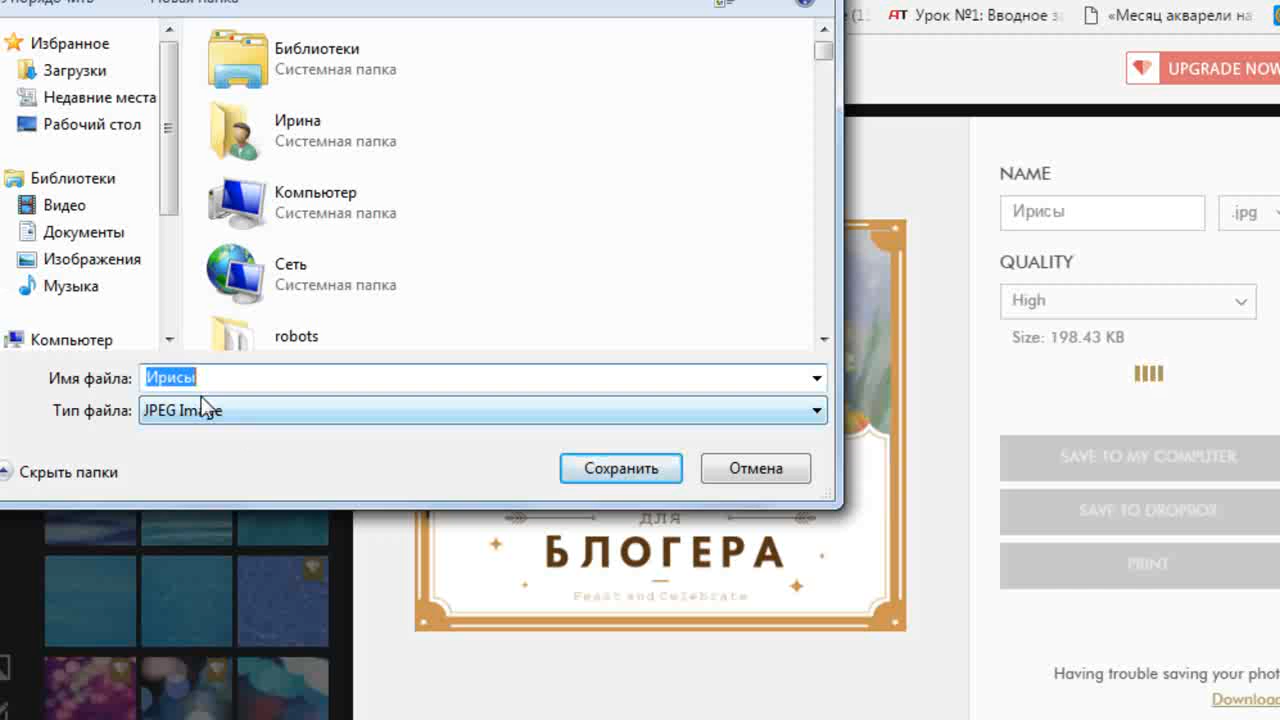 Новая папка
Избранное
Загрузки
Недавние места
Рабочий стол
Библиотеки
Видео
Документы
Изображения
Музыка
Компьютер
Библиотеки
Системная папка
Ирина
Системная папка
Компьютер
Системная папка
Сеть
Системная папка
robots
Имя файла: Ирисы
Тип файла: JPEG Image
Скрыть папки
Сохранить
Отмена
Урок №1: Вводное
«Месяц акварели на
UPGRADE NOW
NAME
Ирисы
.jpg
QUALITY
High
Size: 198.43 KB
SAVE TO MY COMPUTER
SAVE TO DROPBOX
PRINT
Having trouble saving your
Download
для
БЛОГЕРА
Feast and Celebrate